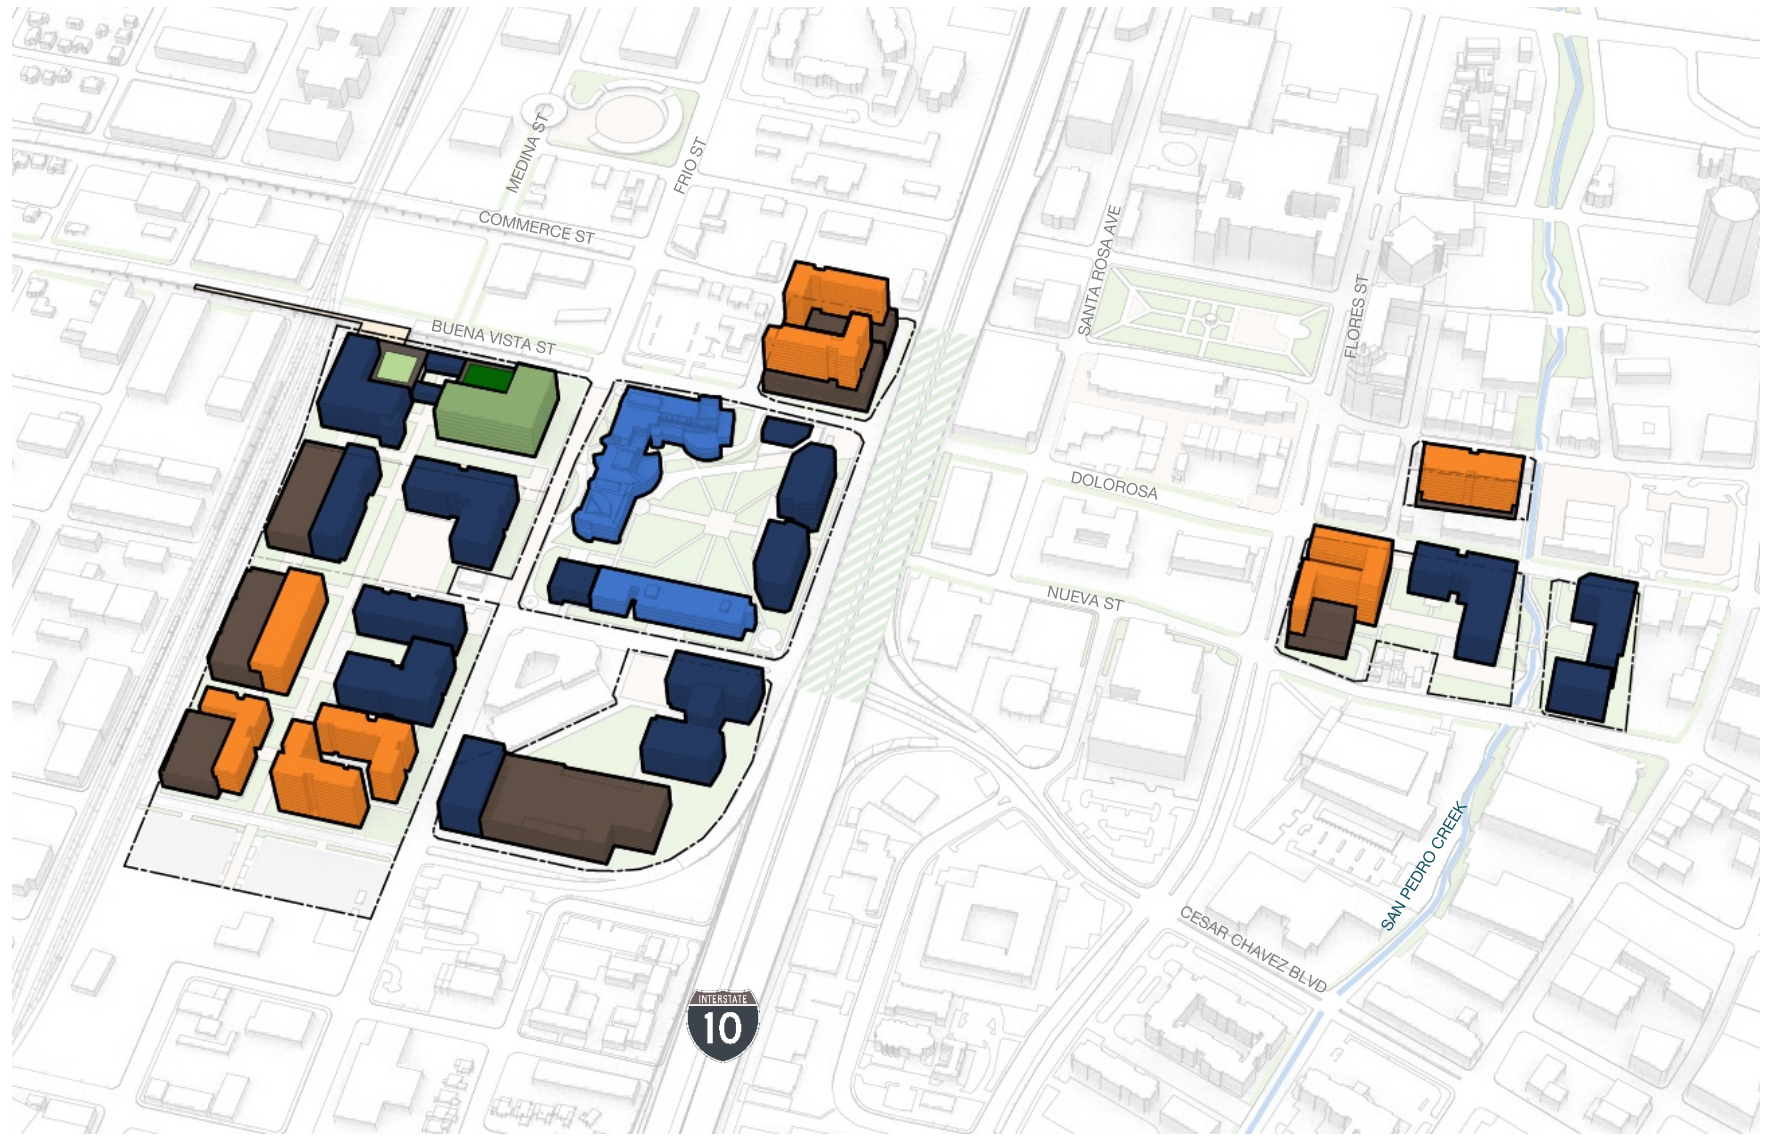 MEDINA ST
FRIO ST
COMMERCE ST
SANTA ROSA AVE
FLORES ST
BUENA VISTA ST
DOLOROSA
NUEVA ST
SAN PEDRO CREEK
CESAR CHAVEZ BLVD
INTERSTATE
10